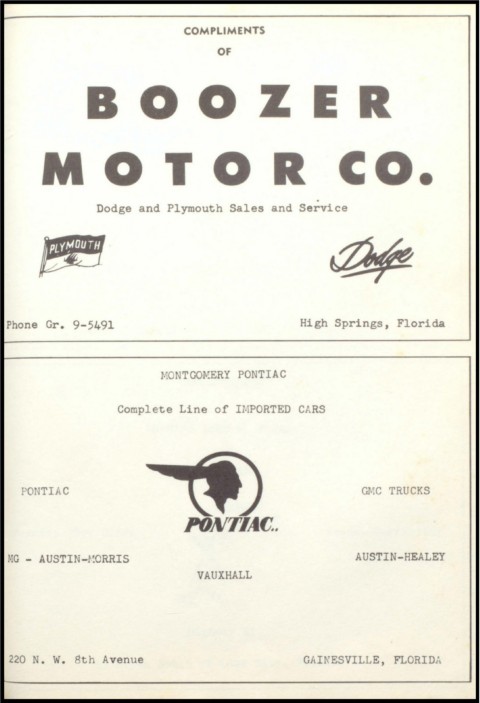 COMPLIMENTS
OF
BOOZER
MOTOR CO.
Dodge and Plymouth Sales and Service
PLYMOUTH
Dodge
Phone Gr. 9-5491 High Springs, Florida
MONTGOMERY PONTIAC
Complete Line of IMPORTED CARS
PONTIAC GMC TRUCKS
PONTIAC..
MG - AUSTIN-MORRIS AUSTIN-HEALEY
VAUXHALL
220 N. W. 8th Avenue GAINESVILLE, FLORIDA